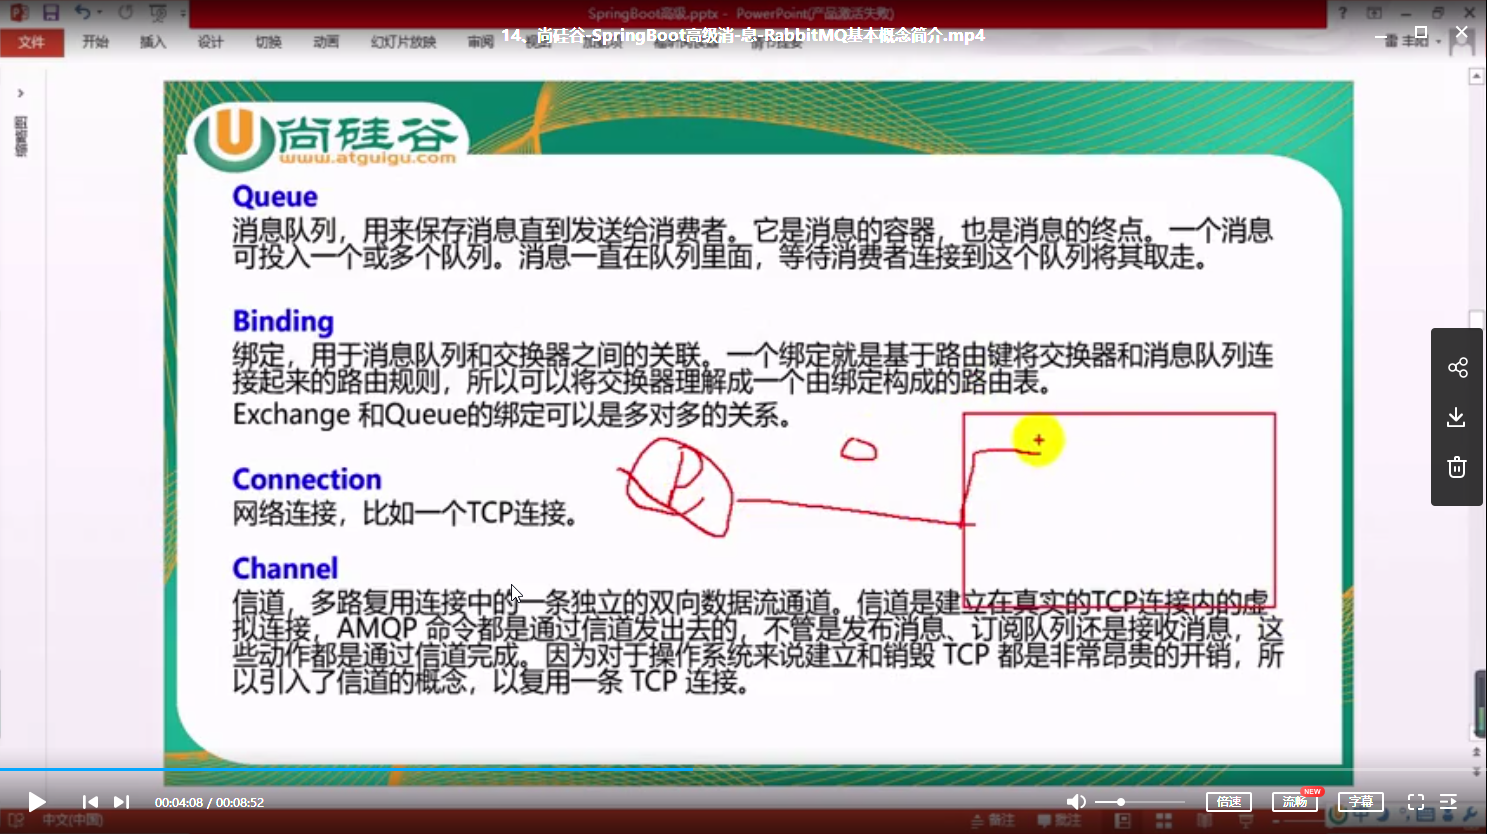 SpringBoot高级.pptx - PowerPoint(产品激活失败)
14、尚硅谷-SpringBoot高级消-息-RabbitMQ基本概念简介.mp4
文件 开始 插入 设计 切换 动画 幻灯片放映 审阅
缩略图
尚硅谷
www.atguigu.com
Queue
消息队列，用来保存消息直到发送给消费者。它是消息的容器，也是消息的终点。一个消息
可投入一个或多个队列。消息一直在队列里面，等待消费者连接到这个队列将其取走。
Binding
绑定，用于消息队列和交换器之间的关联。一个绑定就是基于路由键将交换器和消息队列连
接起来的路由规则，所以可以将交换器理解成一个由绑定构成的路由表。
Exchange 和Queue的绑定可以是多对多的关系。
Connection
网络连接，比如一个TCP连接。
Channel
信道，多路复用连接中的一条独立的双向数据流通道。信道是建立在真实的TCP连接内的虚
拟连接，AMQP 命令都是通过信道发出去的，不管是发布消息、订阅队列还是接收消息，这
些动作都是通过信道完成。因为对于操作系统来说建立和销毁 TCP 都是非常昂贵的开销，所
以引入了信道的概念，以复用一条 TCP 连接。
00:04:08 / 00:08:52
倍速 流畅 NEW 字幕
中文(中国) 备注 批注